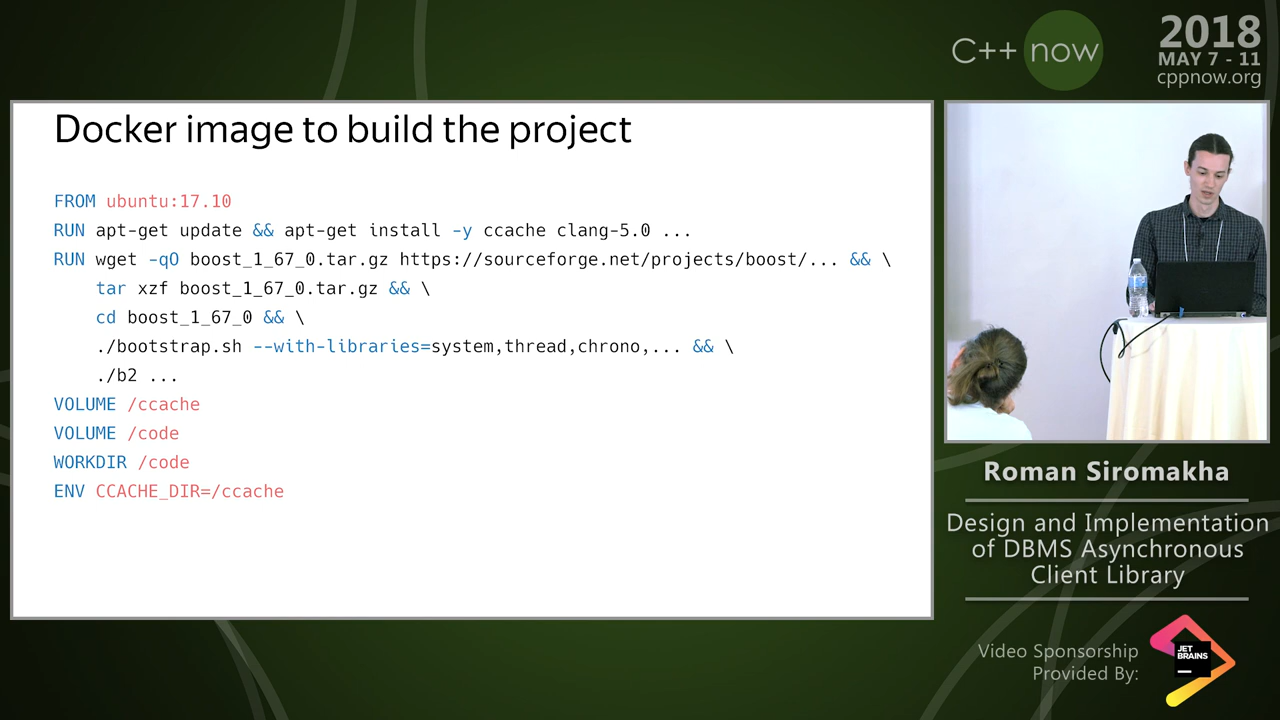 C++ now
2018
MAY 7 - 11
cppnow.org
Docker image to build the project
FROM ubuntu:17.10
RUN apt-get update && apt-get install -y ccache clang-5.0 ...
RUN wget -qO boost_1_67_0.tar.gz https://sourceforge.net/projects/boost/... && \
tar xzf boost_1_67_0.tar.gz && \
cd boost_1_67_0 && \
./bootstrap.sh --with-libraries=system,thread,chrono,... && \
./b2 ...
VOLUME /ccache
VOLUME /code
WORKDIR /code
ENV CCACHE_DIR=/ccache
Roman Siromakha
Design and Implementation
of DBMS Asynchronous
Client Library
Video Sponsorship
Provided By:
JET
BRAINS